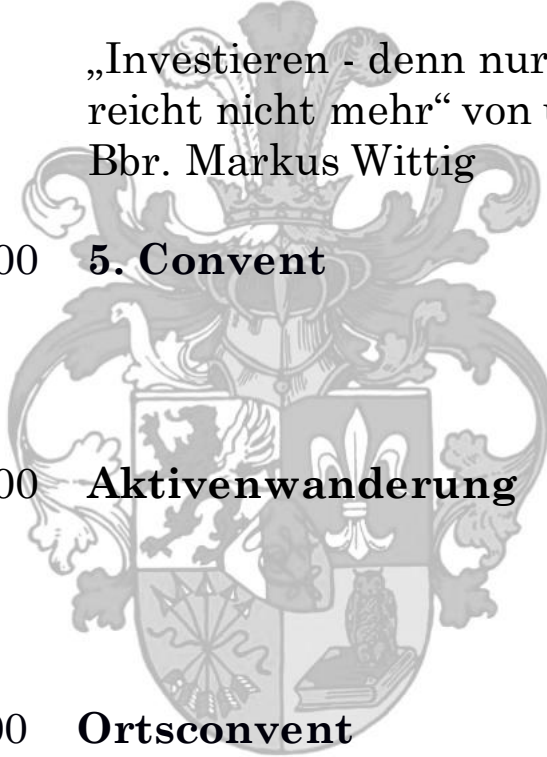 „Investieren - denn nur
reicht nicht mehr“ von
Bbr. Markus Wittig
00 5. Convent
00 Aktivenwanderung
00 Ortsconvent